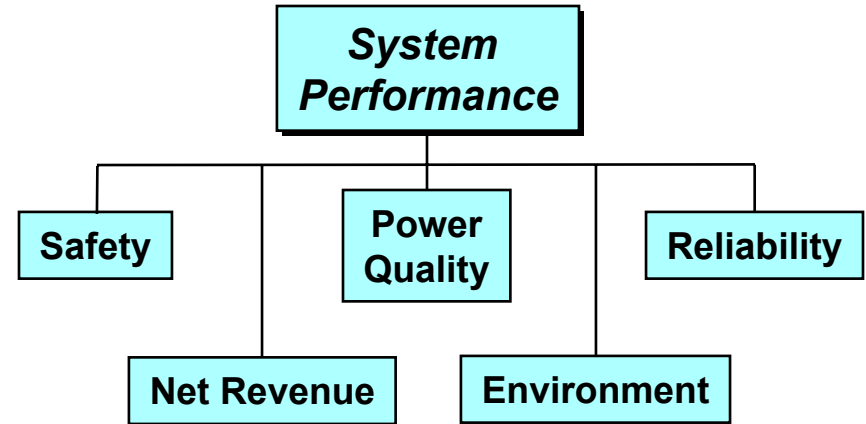 System
Performance
Safety
Power
Quality
Reliability
Net Revenue
Environment